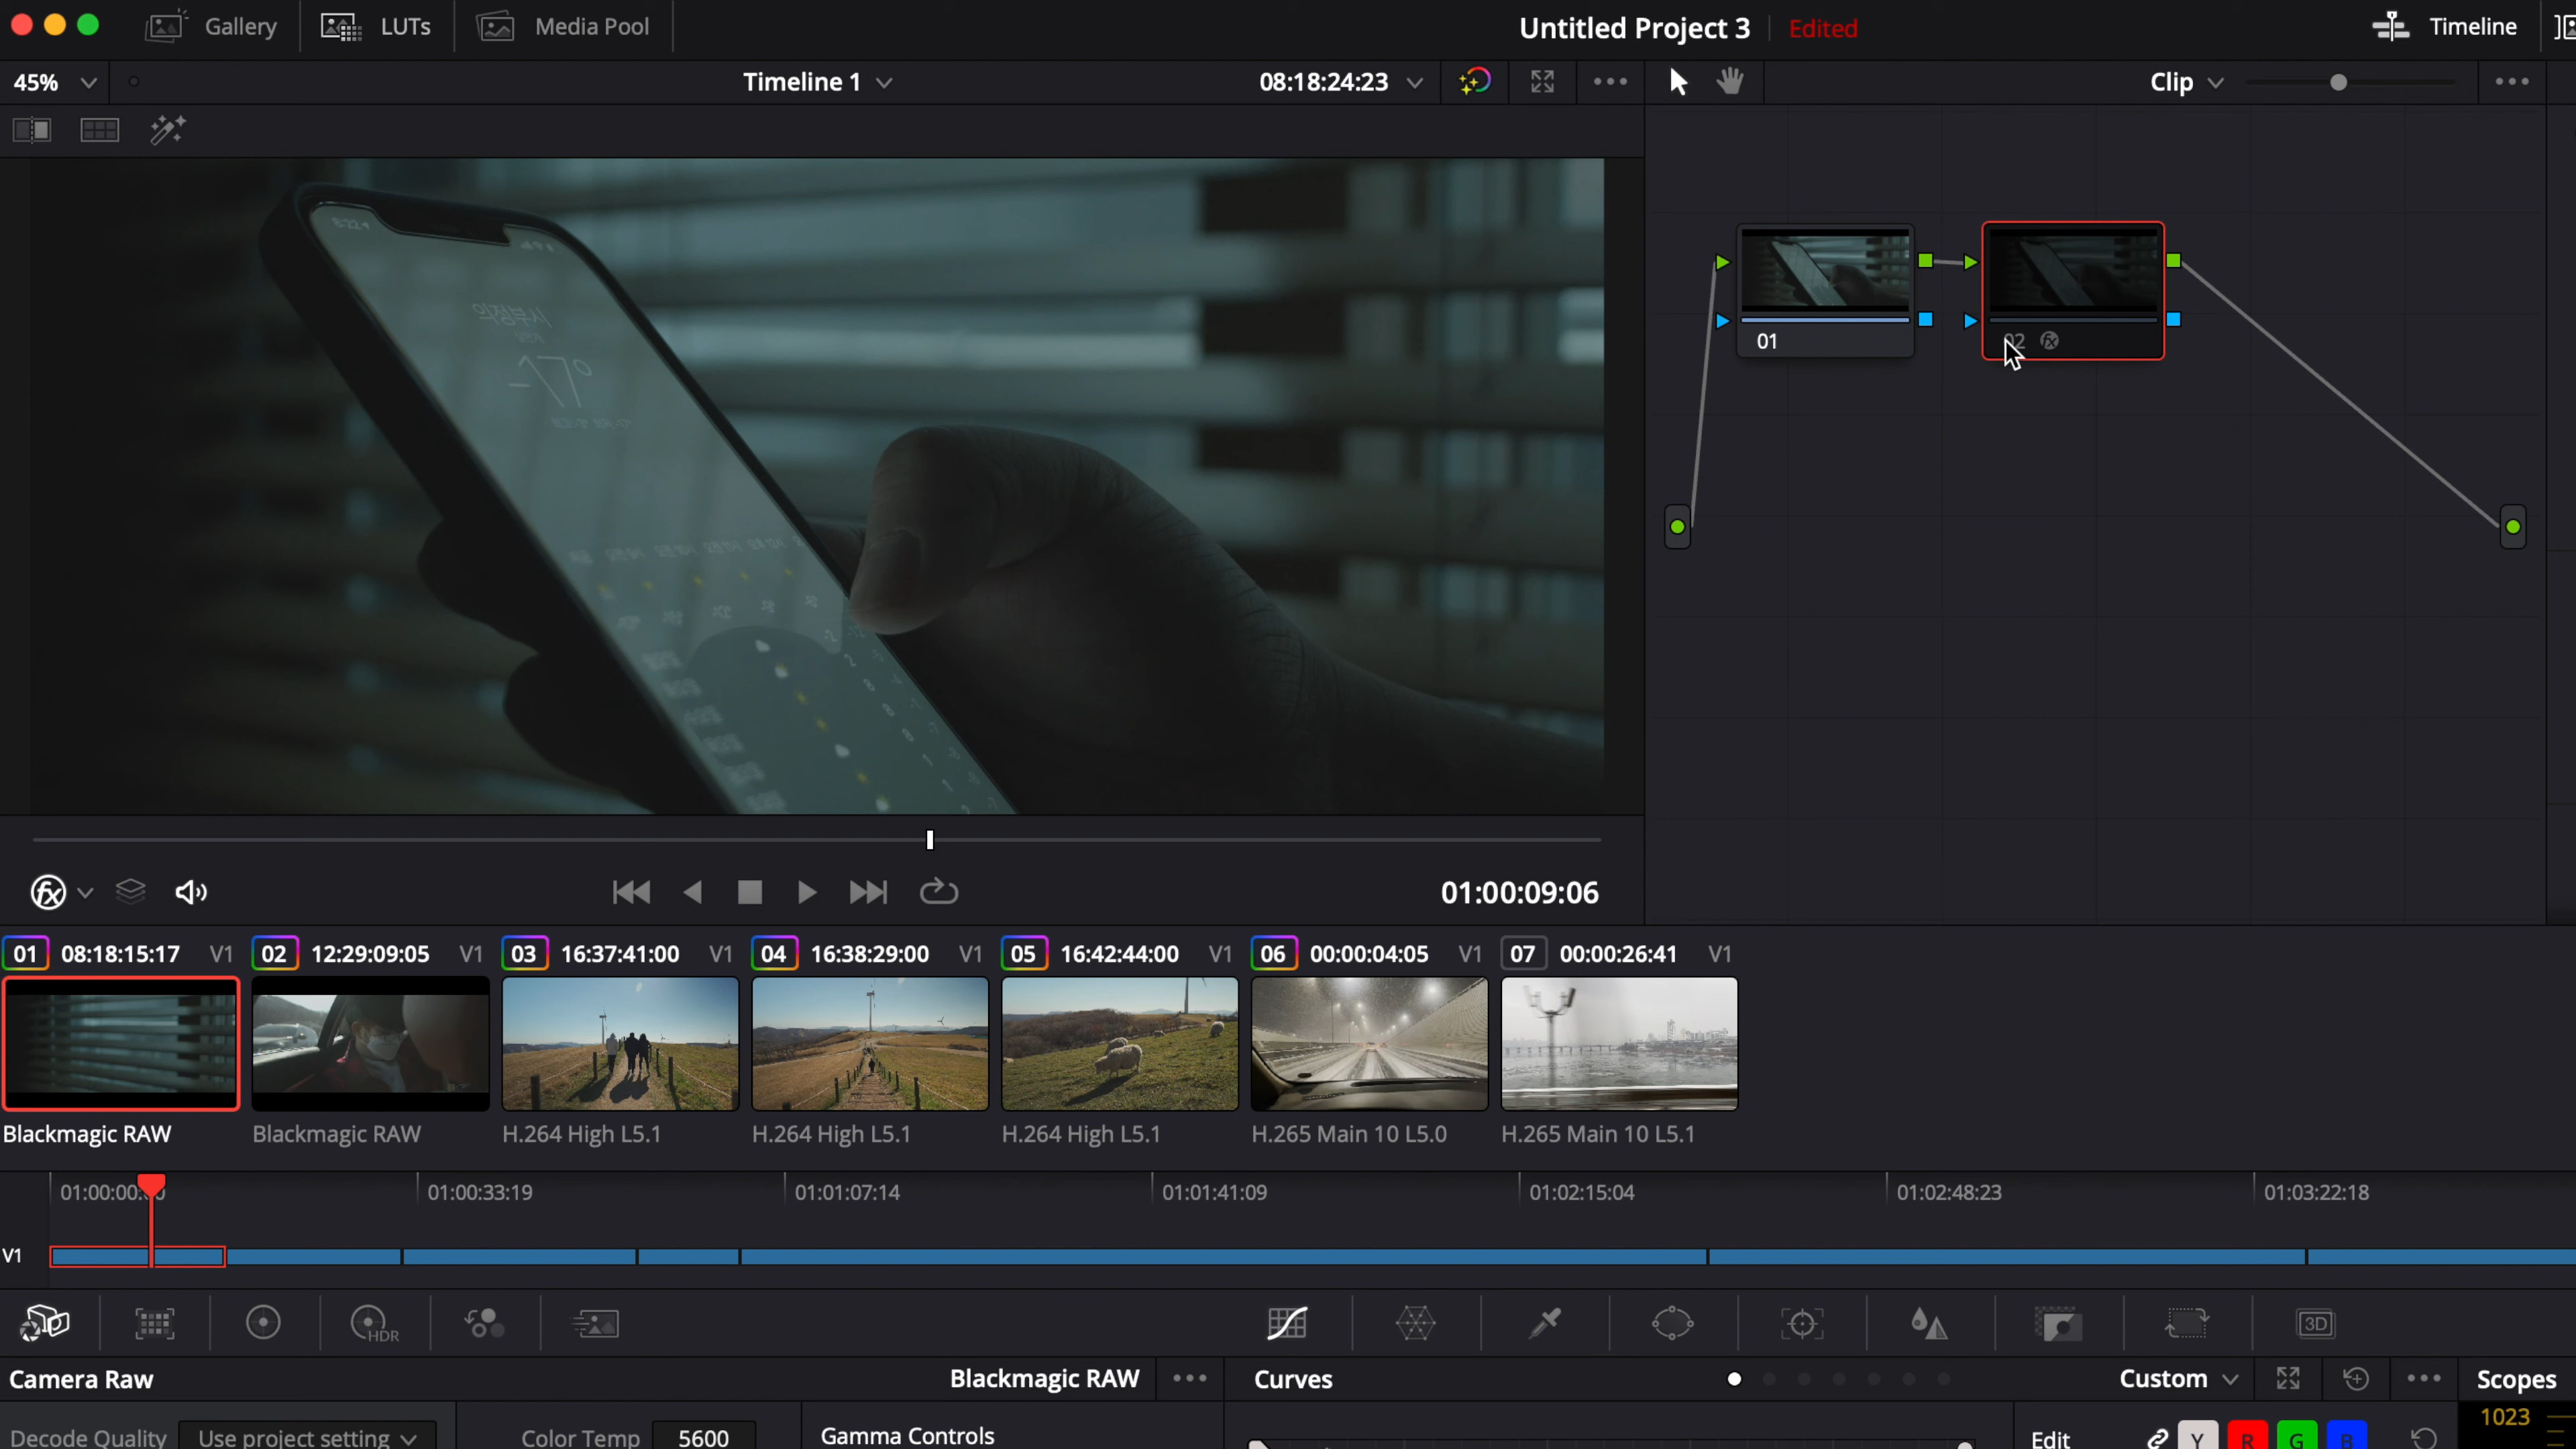 Gallery
LUTs
Media Pool
Untitled Project 3
Edited
Timeline
45%
Timeline 1
08:18:24:23
Clip
01
02
01:00:09:06
01 08:18:15:17 V1
02 12:29:09:05 V1
03 16:37:41:00 V1
04 16:38:29:00 V1
05 16:42:44:00 V1
06 00:00:04:05 V1
07 00:00:26:41 V1
Blackmagic RAW
Blackmagic RAW
H.264 High L5.1
H.264 High L5.1
H.264 High L5.1
H.265 Main 10 L5.0
H.265 Main 10 L5.1
01:00:33:19
01:01:07:14
01:01:41:09
01:02:15:04
01:02:48:23
01:03:22:18
V1
HDR
3D
Camera Raw
Blackmagic RAW
Curves
Custom
Scopes
Decode Quality
Use project setting
Color Temp
5600
Gamma Controls
Edit
Y
R
G
B
1023